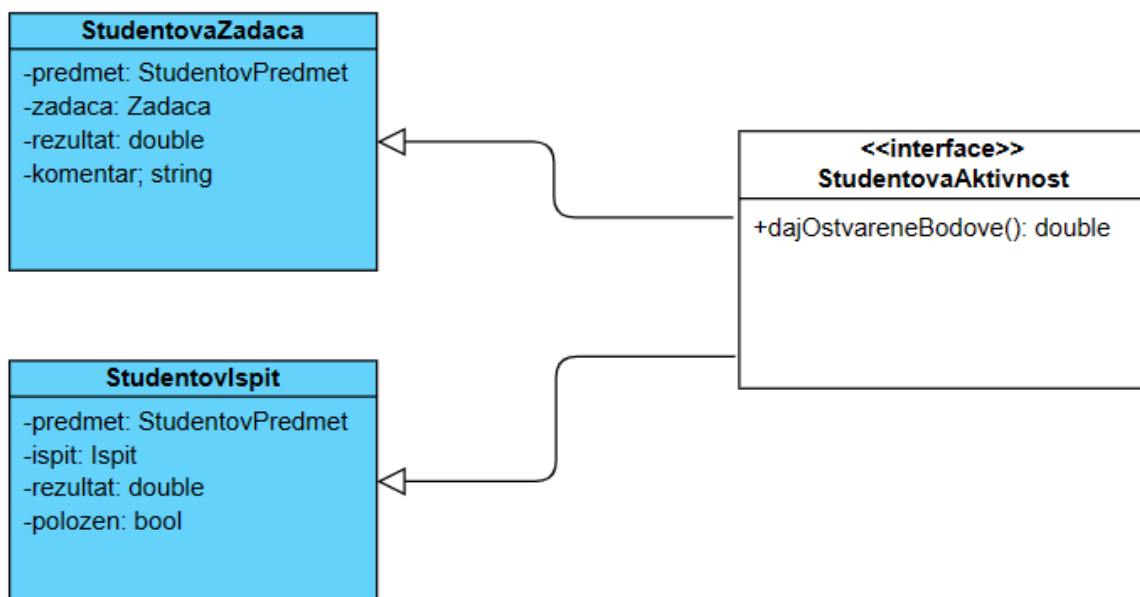 StudentovaZadaca
-predmet: StudentovPredmet
-zadaca: Zadaca
-rezultat: double
-komentar; string
<<interface>>
StudentovaAktivnost
+dajOstvareneBodove(): double
StudentovIspit
-predmet: StudentovPredmet
-ispit: Ispit
-rezultat: double
-polozen: bool